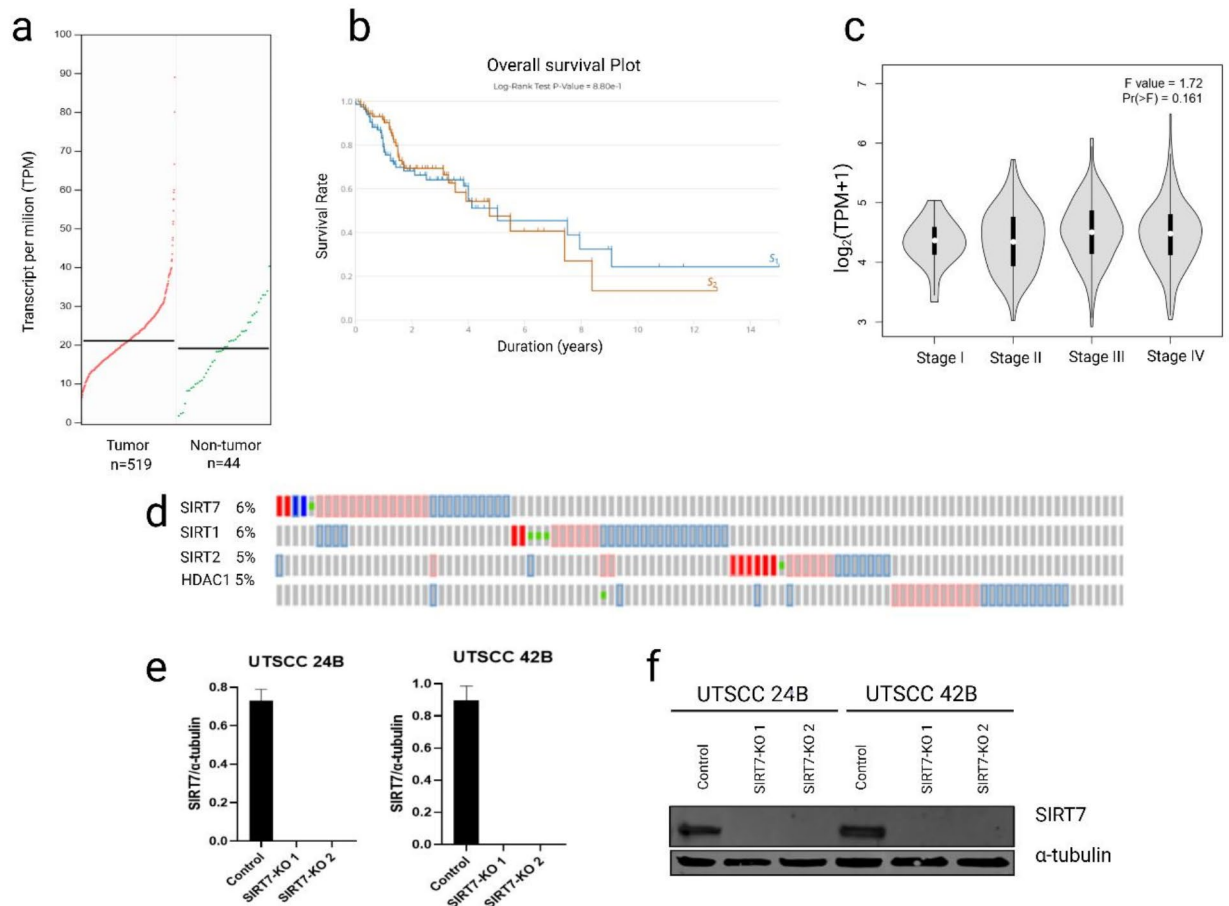 a
100
90
80
70
60
50
40
30
20
10
0
Transcript per milion (TPM)
Tumor
n=519
Non-tumor
n=44
b
Overall survival Plot
Log-Rank Test P-Value = 8.80e-1
1.0
0.8
0.6
0.4
0.2
0.0
Survival Rate
S1
S2
0 2 4 6 8 10 12 14
Duration (years)
c
F value = 1.72
Pr(>F) = 0.161
7
6
5
4
3
log2(TPM+1)
Stage I Stage II Stage III Stage IV
d
SIRT7 6%
SIRT1 6%
SIRT2 5%
HDAC1 5%
e
UTSCC 24B
0.8
0.6
0.4
0.2
0.0
SIRT7/α-tubulin
Control
SIRT7-KO 1
SIRT7-KO 2
UTSCC 42B
1.0
0.8
0.6
0.4
0.2
0.0
SIRT7/α-tubulin
Control
SIRT7-KO 1
SIRT7-KO 2
f
UTSCC 24B UTSCC 42B
Control
SIRT7-KO 1
SIRT7-KO 2
Control
SIRT7-KO 1
SIRT7-KO 2
SIRT7
α-tubulin